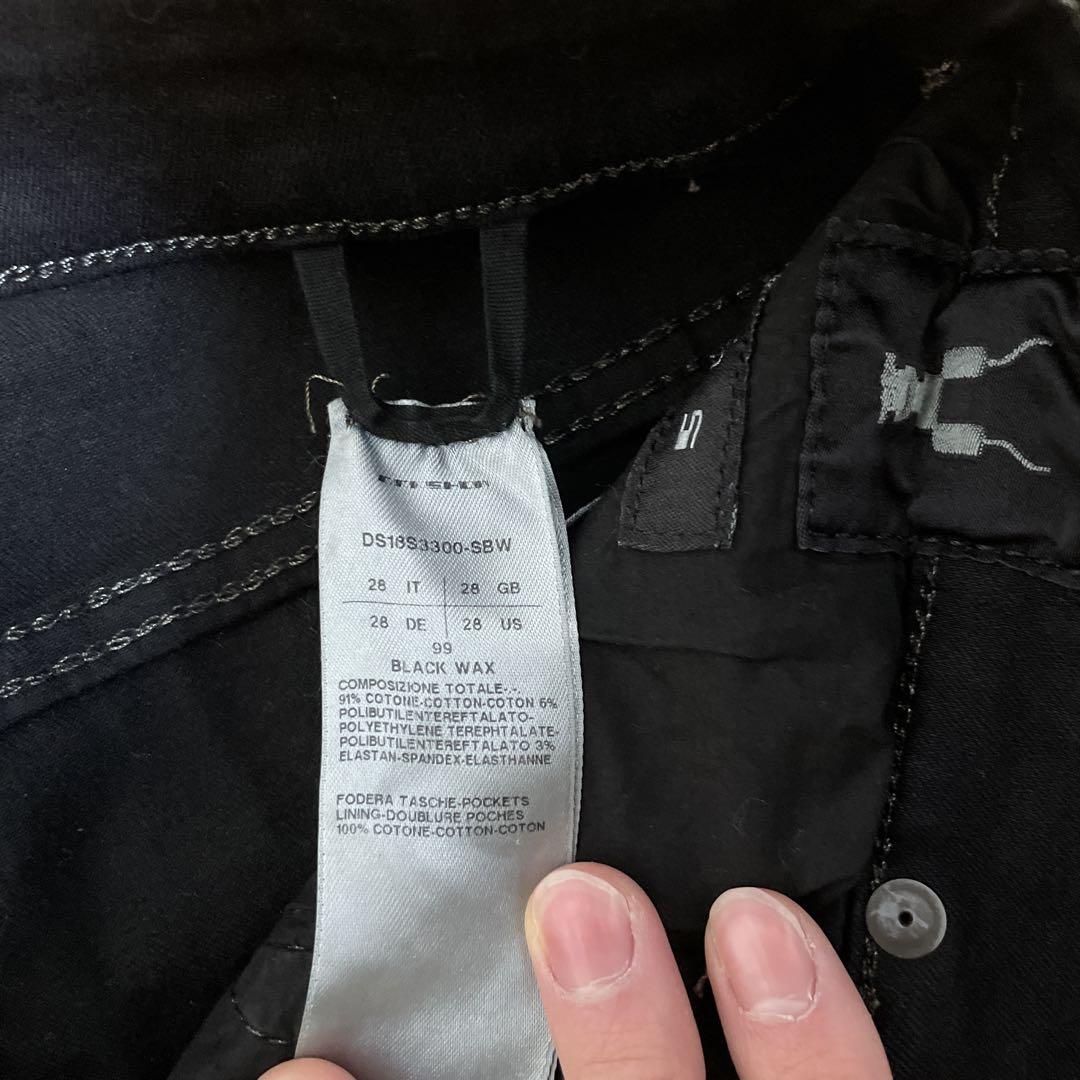 DS18S3300-SBW
28 IT 28 GB
28 DE 28 US
99
BLACK WAX
COMPOSIZIONE TOTALE-.-.
91% COTONE-COTTON-COTON 6%
POLIBUTILENTEREFTALATO-
POLYETHYLENE TEREPHTALATE-
POLIBUTILENTEREFTALATO 3%
ELASTAN-SPANDEX-ELASTHANNE
FODERA TASCHE-POCKETS
LINING-DOUBLURE POCHES
100% COTONE-COTTON-COTON